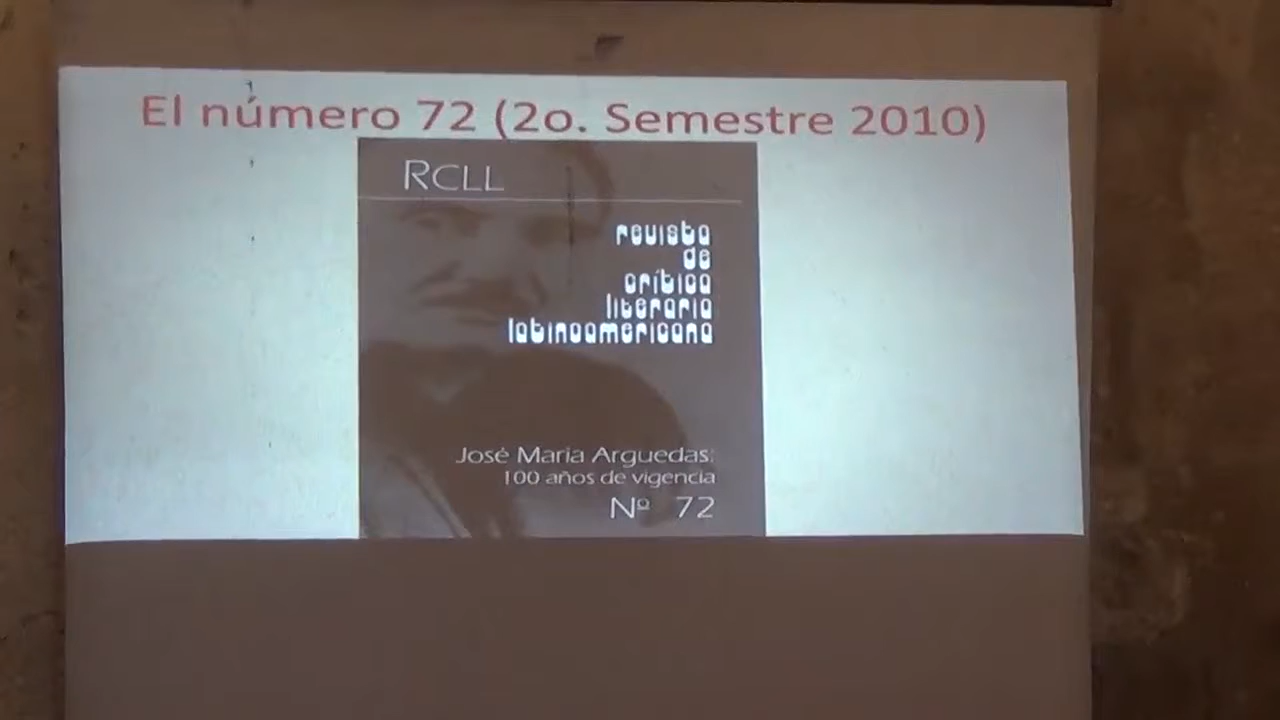 El número 72 (2o. Semestre 2010)
RCLL
revista
de
crítica
literaria
latinoamericana
José María Arguedas:
100 años de vigencia
Nº 72